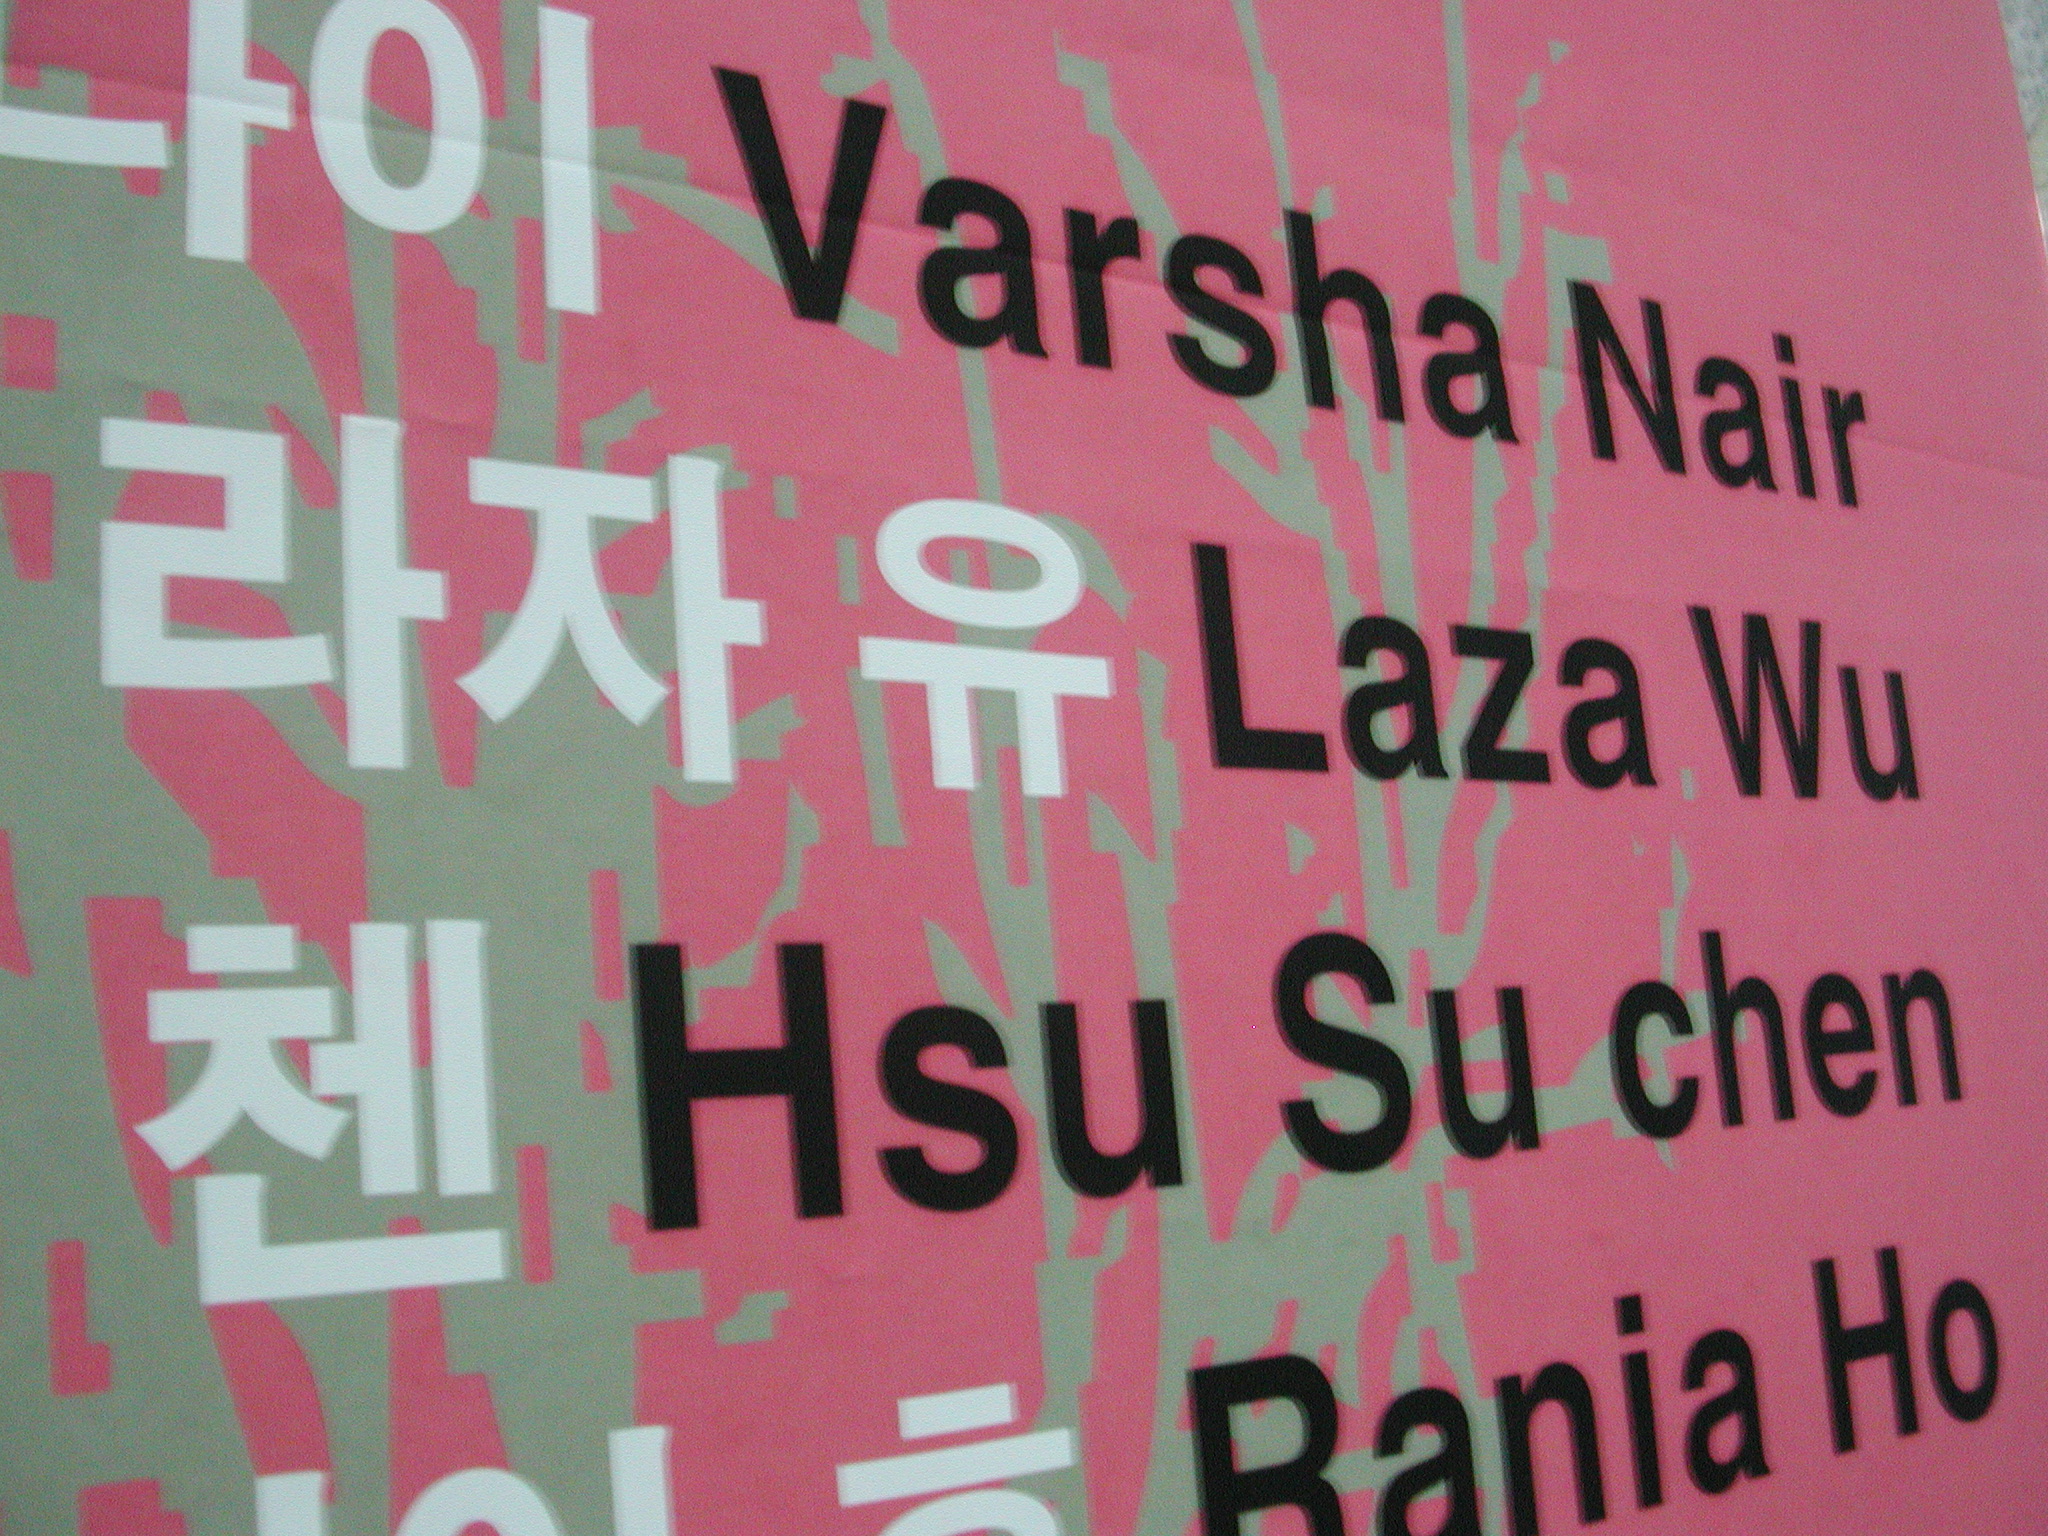 나이 Varsha Nair
라자 유 Laza Wu
첸 Hsu Su chen
Rania Ho